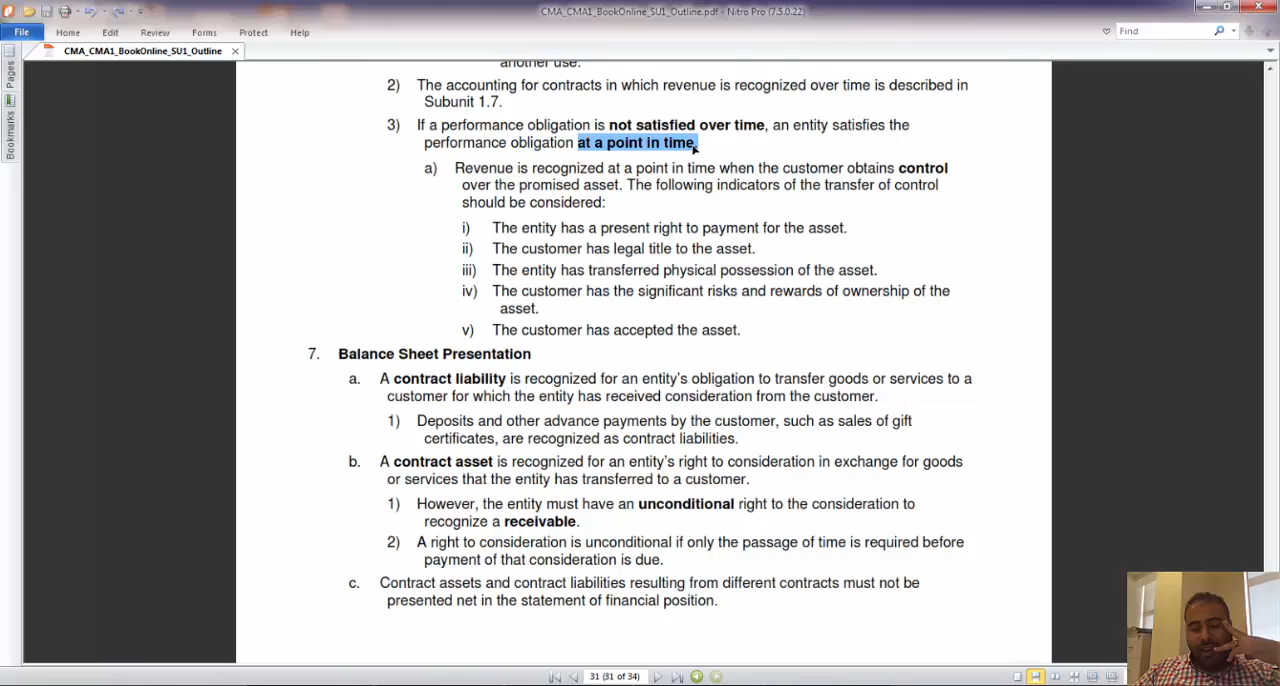 CMA_CMA1_BookOnline_SU1_Outline.pdf - Nitro Pro (7.5.0.22)
File Home Review Forms Protect Help
Find
CMA_CMA1_BookOnline_SU1_Outline
Pages
Bookmarks
another use.
2) The accounting for contracts in which revenue is recognized over time is described in
Subunit 1.7.
3) If a performance obligation is not satisfied over time, an entity satisfies the
performance obligation at a point in time.
a) Revenue is recognized at a point in time when the customer obtains control
over the promised asset. The following indicators of the transfer of control
should be considered:
i) The entity has a present right to payment for the asset.
ii) The customer has legal title to the asset.
iii) The entity has transferred physical possession of the asset.
iv) The customer has the significant risks and rewards of ownership of the
asset.
v) The customer has accepted the asset.
7. Balance Sheet Presentation
a. A contract liability is recognized for an entity's obligation to transfer goods or services to a
customer for which the entity has received consideration from the customer.
1) Deposits and other advance payments by the customer, such as sales of gift
certificates, are recognized as contract liabilities.
b. A contract asset is recognized for an entity's right to consideration in exchange for goods
or services that the entity has transferred to a customer.
1) However, the entity must have an unconditional right to the consideration to
recognize a receivable.
2) A right to consideration is unconditional if only the passage of time is required before
payment of that consideration is due.
c. Contract assets and contract liabilities resulting from different contracts must not be
presented net in the statement of financial position.
31 (31 of 34)